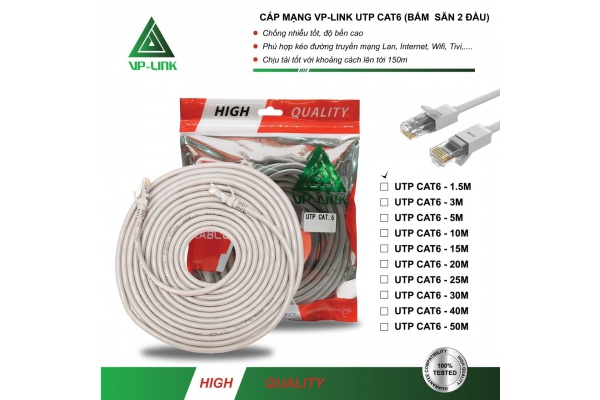 VP-LINK
CÁP MẠNG VP-LINK UTP CAT6 (BẤM SẴN 2 ĐẦU)
Chống nhiễu tốt, độ bền cao
Phù hợp kéo đường truyền mạng Lan, Internet, Wifi, Tivi,....
Chịu tải tốt với khoảng cách lên tới 150m
HIGH QUALITY
VP-LINK
UTP CAT.6
UTP CAT6 - 1.5M
UTP CAT6 - 3M
UTP CAT6 - 5M
UTP CAT6 - 10M
UTP CAT6 - 15M
UTP CAT6 - 20M
UTP CAT6 - 25M
UTP CAT6 - 30M
UTP CAT6 - 40M
UTP CAT6 - 50M
GUARANTEE COMPATIBILITY
100%
TESTED
HIGH QUALITY